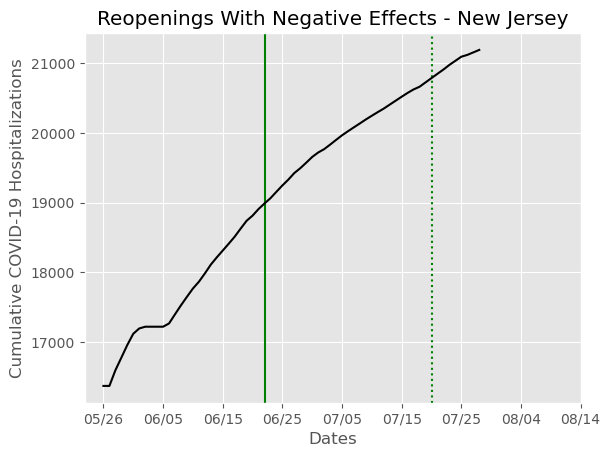 Reopenings With Negative Effects - New Jersey
Cumulative COVID-19 Hospitalizations
21000
20000
19000
18000
17000
05/26 06/05 06/15 06/25 07/05 07/15 07/25 08/04 08/14
Dates